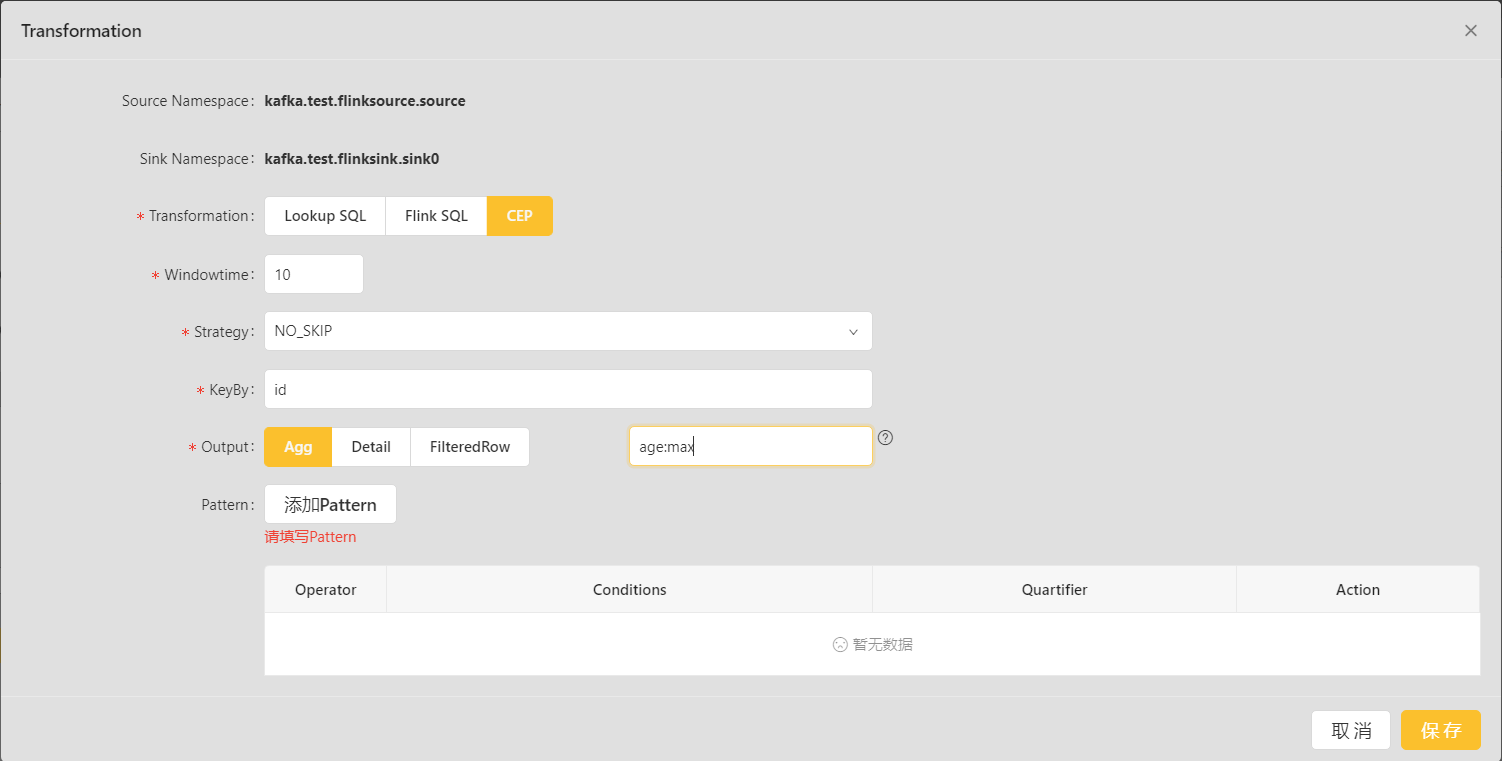 Transformation
Source Namespace: kafka.test.flinksource.source
Sink Namespace: kafka.test.flinksink.sink0
* Transformation: Lookup SQL Flink SQL CEP
* Windowtime: 10
* Strategy: NO_SKIP
* KeyBy: id
* Output: Agg Detail FilteredRow age:max
Pattern: 添加Pattern
请填写Pattern
Operator Conditions Quartifier Action
暂无数据
取 消 保 存